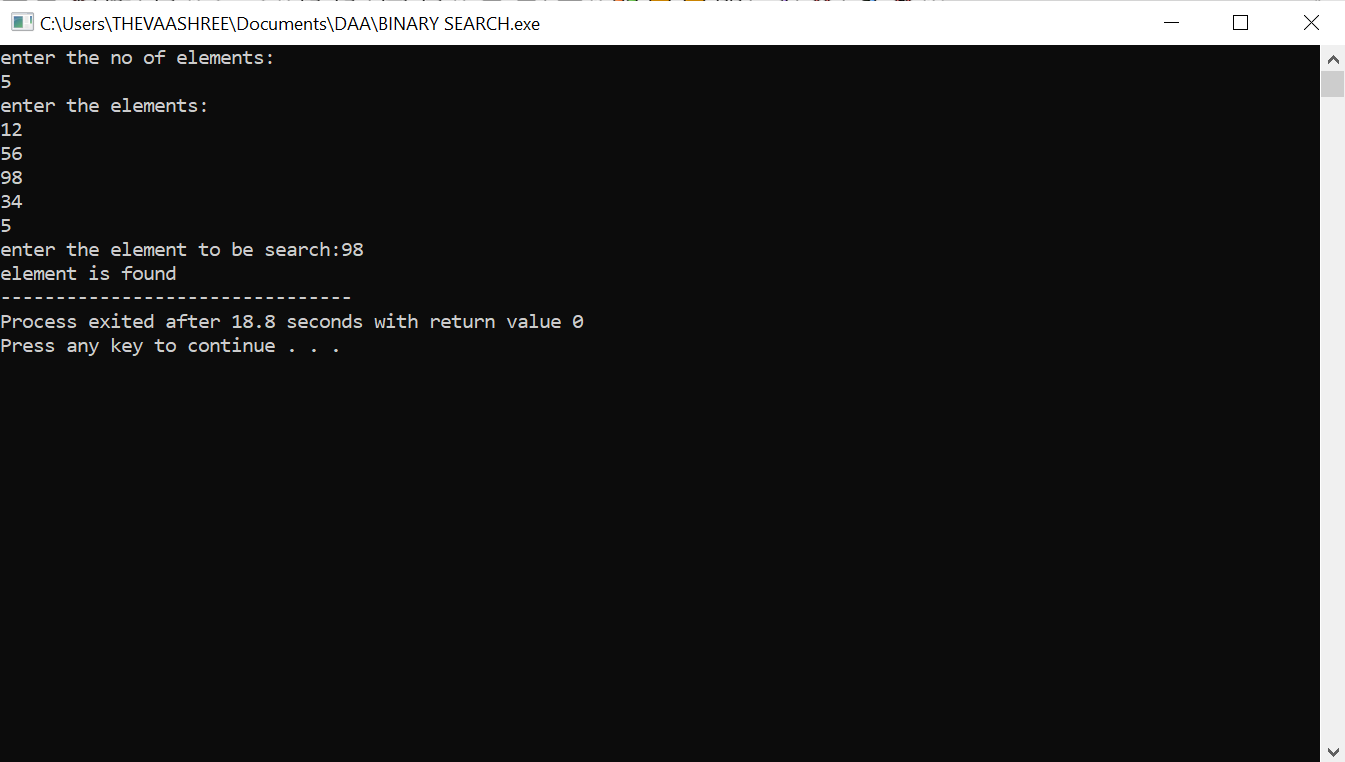 C:\Users\THEVAASHREE\Documents\DAA\BINARY SEARCH.exe
enter the no of elements:
5
enter the elements:
12
56
98
34
5
enter the element to be search:98
element is found
--------------------------------
Process exited after 18.8 seconds with return value 0
Press any key to continue . . .